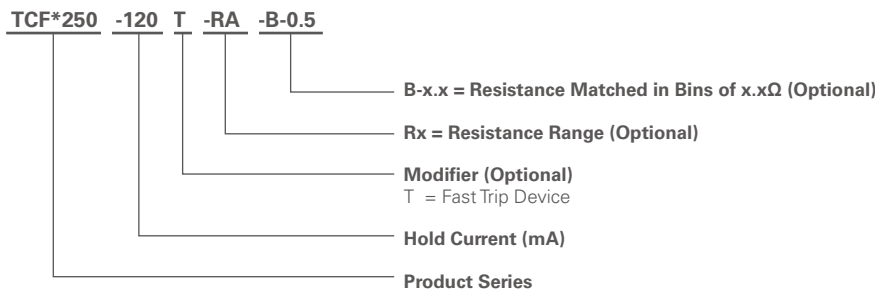 TCF*250 -120 T -RA -B-0.5
B-x.x = Resistance Matched in Bins of x.xΩ (Optional)
Rx = Resistance Range (Optional)
Modifier (Optional)
T = Fast Trip Device
Hold Current (mA)
Product Series